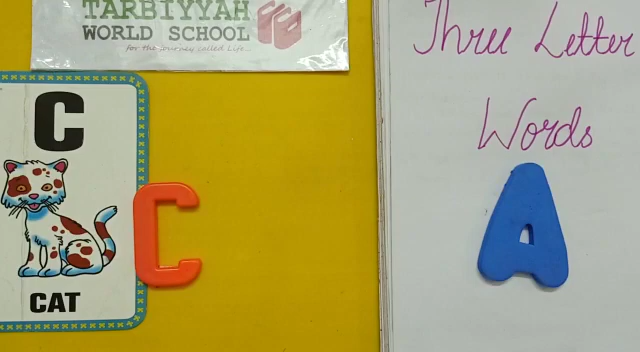 TARBIYYAH
WORLD SCHOOL
for the journey called Life...
C
CAT
C
Three Letter
Words
A